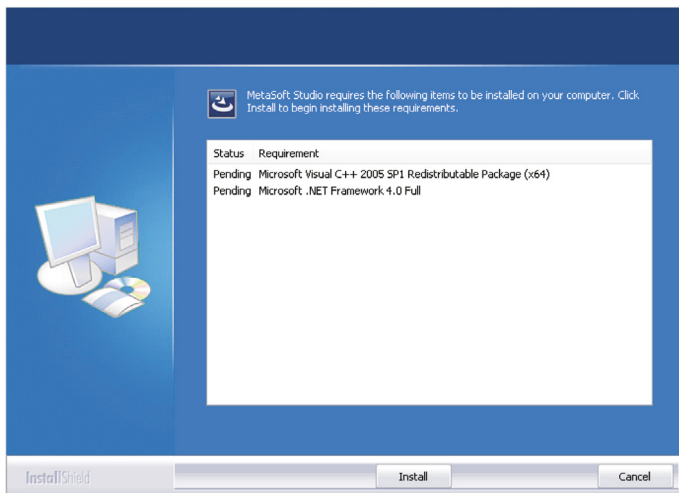 MetaSoft Studio requires the following items to be installed on your computer. Click
Install to begin installing these requirements.
Status Requirement
Pending Microsoft Visual C++ 2005 SP1 Redistributable Package (x64)
Pending Microsoft .NET Framework 4.0 Full
InstallShield
Install
Cancel